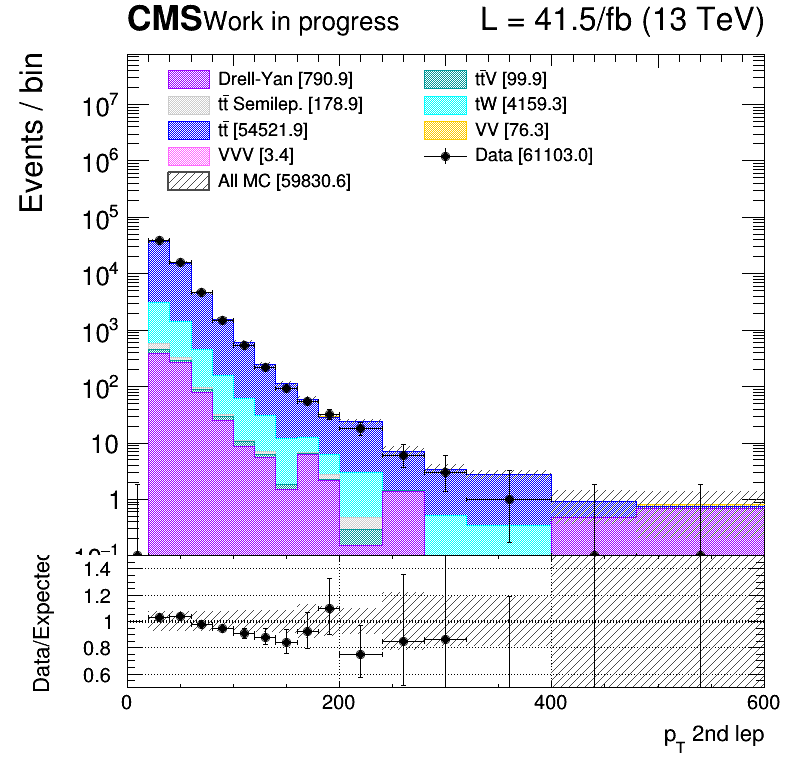 CMS Work in progress L = 41.5/fb (13 TeV)
Events / bin
Drell-Yan [790.9]
tt̄ Semilep. [178.9]
tt̄ [54521.9]
VVV [3.4]
All MC [59830.6]
tt̄V [99.9]
tW [4159.3]
VV [76.3]
Data [61103.0]
10⁷
10⁶
10⁵
10⁴
10³
10²
10
1
10⁻¹
Data/Expected
1.4
1.2
1
0.8
0.6
0 200 400 600
p_T 2nd lep